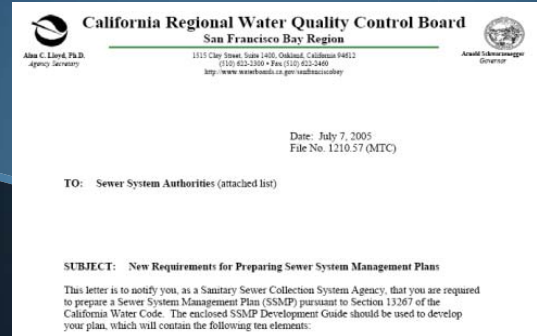 California Regional Water Quality Control Board
San Francisco Bay Region
Alan C. Lloyd, Ph.D.
Agency Secretary
1515 Clay Street, Suite 1400, Oakland, California 94612
(510) 622-2300 • Fax (510) 622-2460
http://www.waterboards.ca.gov/sanfranciscobay
Arnold Schwarzenegger
Governor
Date: July 7, 2005
File No. 1210.57 (MTC)
TO: Sewer System Authorities (attached list)
SUBJECT: New Requirements for Preparing Sewer System Management Plans
This letter is to notify you, as a Sanitary Sewer Collection System Agency, that you are required
to prepare a Sewer System Management Plan (SSMP) pursuant to Section 13267 of the
California Water Code. The enclosed SSMP Development Guide should be used to develop
your plan, which will contain the following ten elements: